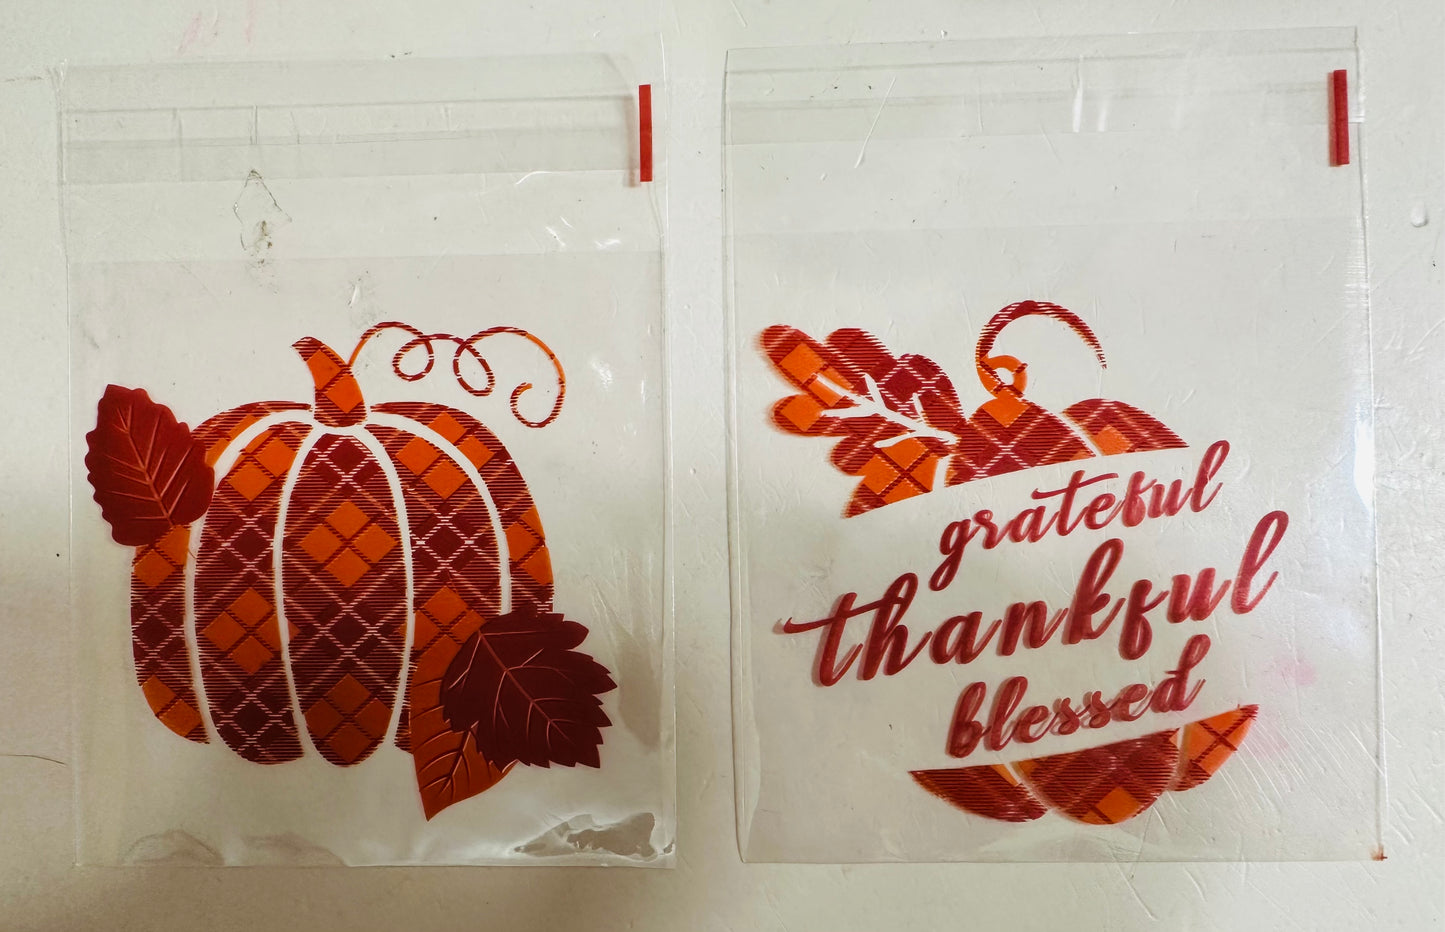 grateful
thankful
blessed